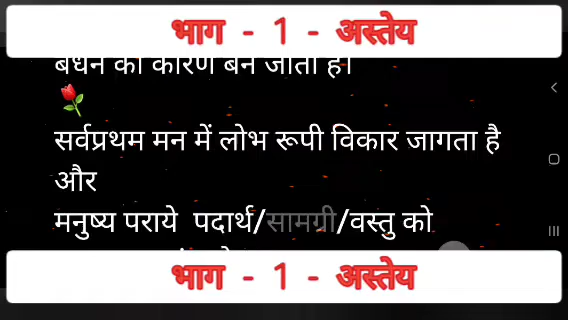 भाग - 1 - अस्तेय
बंधन का कारण बन जाता है।
सर्वप्रथम मन में लोभ रूपी विकार जागता है
और
मनुष्य पराये पदार्थ/सामग्री/वस्तु को
भाग - 1 - अस्तेय